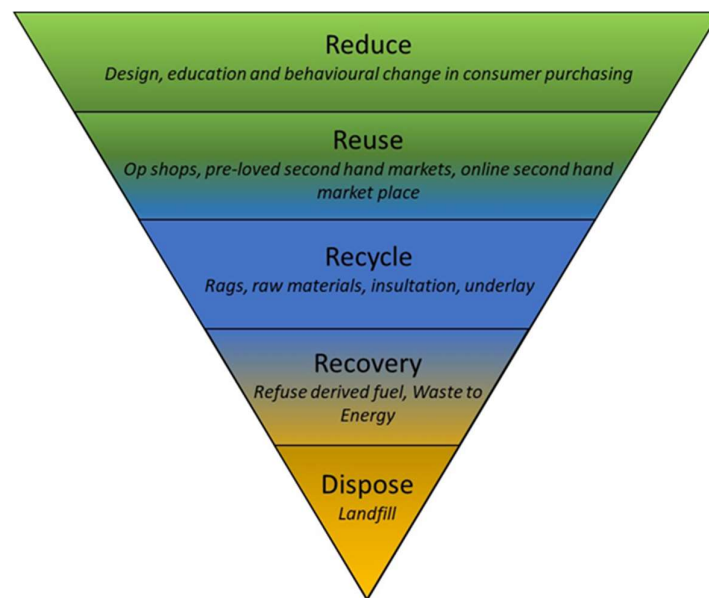 Reduce
Design, education and behavioural change in consumer purchasing
Reuse
Op shops, pre-loved second hand markets, online second hand
market place
Recycle
Rags, raw materials, insultation, underlay
Recovery
Refuse derived fuel, Waste to
Energy
Dispose
Landfill